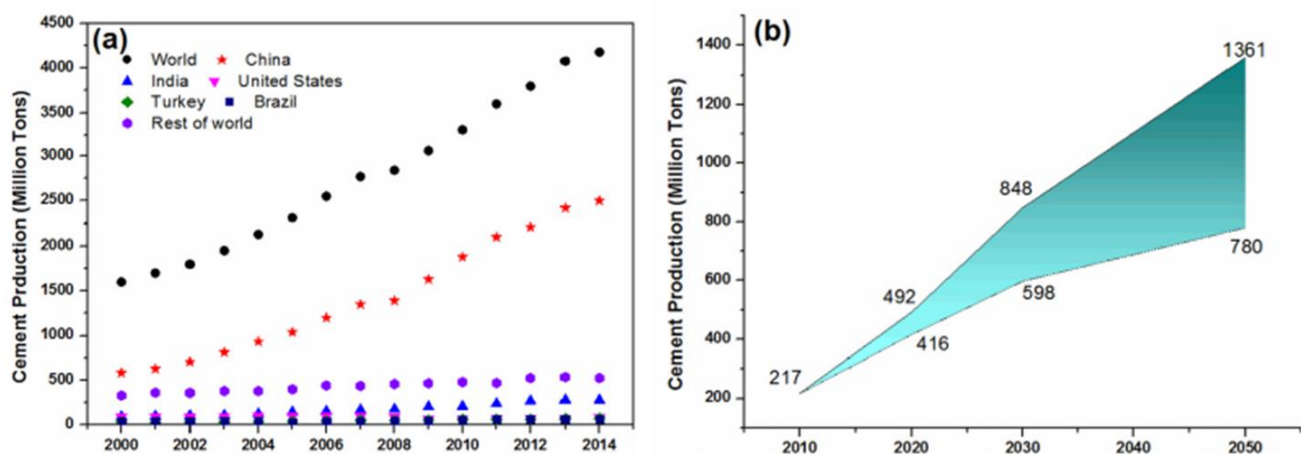 (a)
World China
India United States
Turkey Brazil
Rest of world
Cement Prduction (Million Tons)
4500
4000
3500
3000
2500
2000
1500
1000
500
0
2000 2002 2004 2006 2008 2010 2012 2014
(b)
Cement Production (Million Tons)
1400
1200
1000
800
600
400
200
1361
848
780
492
598
416
217
2010 2020 2030 2040 2050